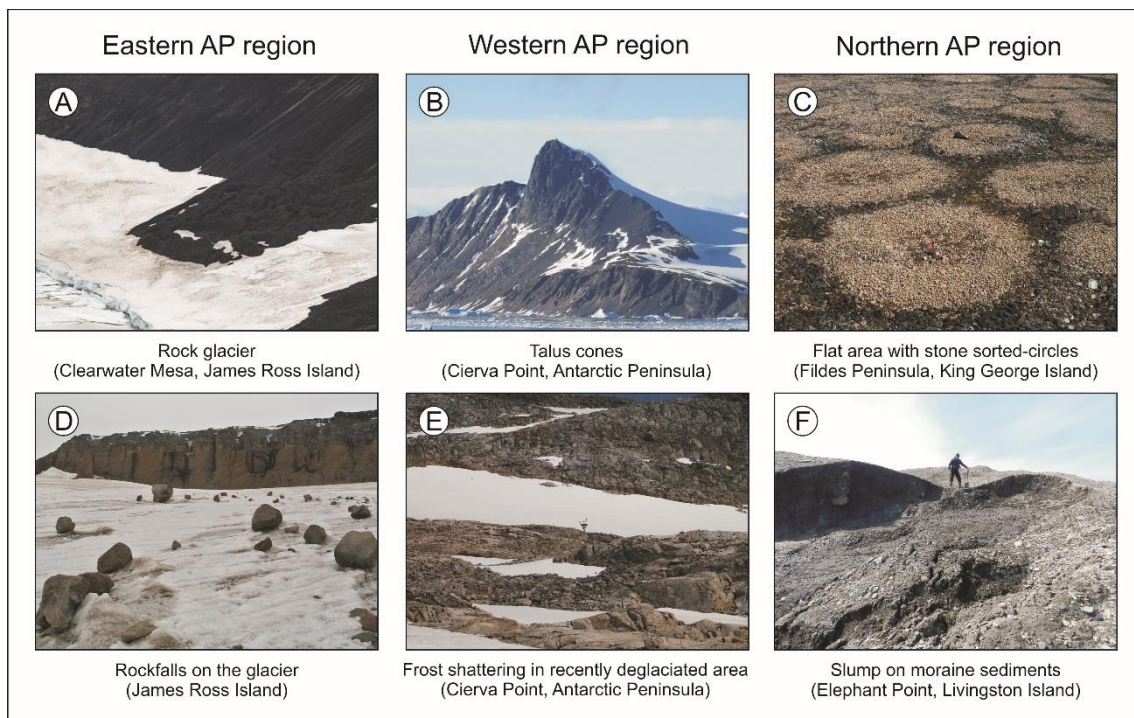 Eastern AP region
Western AP region
Northern AP region
A
B
C
Rock glacier
(Clearwater Mesa, James Ross Island)
Talus cones
(Cierva Point, Antarctic Peninsula)
Flat area with stone sorted-circles
(Fildes Peninsula, King George Island)
D
E
F
Rockfalls on the glacier
(James Ross Island)
Frost shattering in recently deglaciated area
(Cierva Point, Antarctic Peninsula)
Slump on moraine sediments
(Elephant Point, Livingston Island)